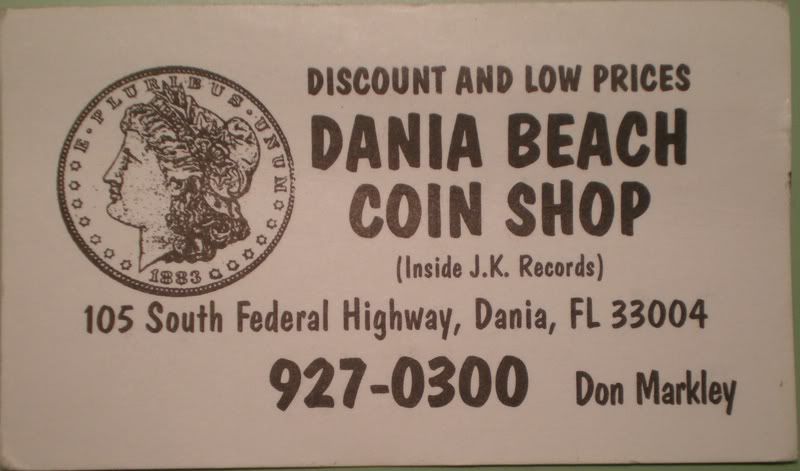 E·PLURIBUS·UNUM
1883
DISCOUNT AND LOW PRICES
DANIA BEACH
COIN SHOP
(Inside J.K. Records)
105 South Federal Highway, Dania, FL 33004
927-0300
Don Markley